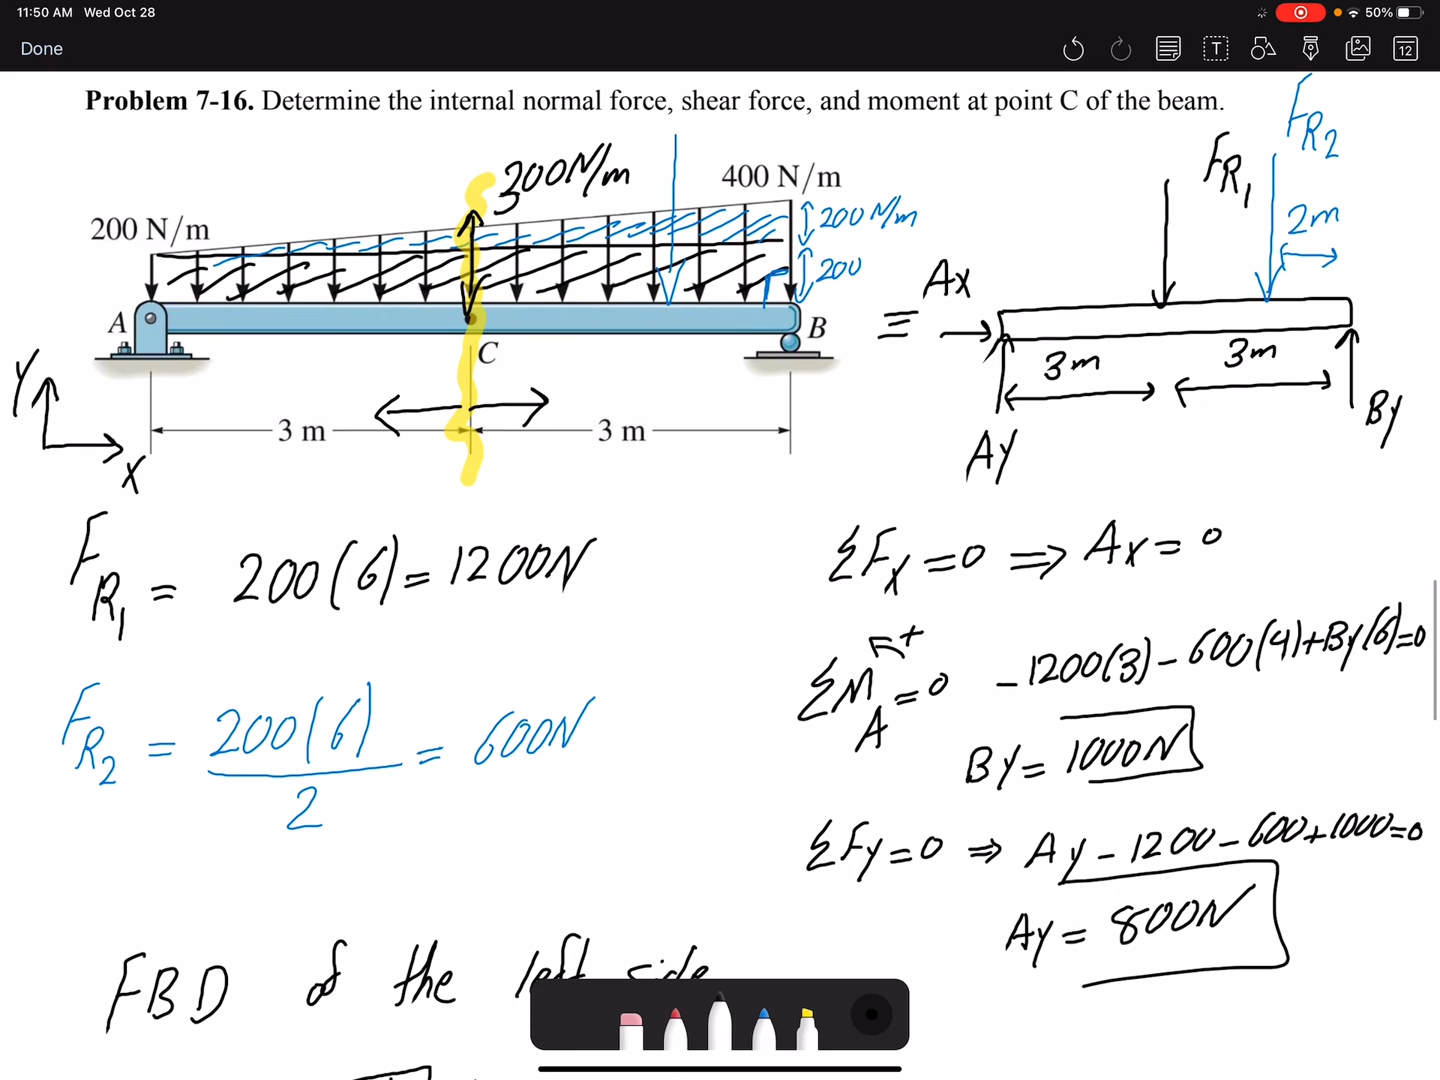 11:50 AM Wed Oct 28
50%
Done
T
12
Problem 7-16. Determine the internal normal force, shear force, and moment at point C of the beam.
300N/m
400 N/m
200 N/m
200 N/m
200
A
B
C
3 m
3 m
Y
X
FR1
FR2
2m
≡
Ax
3m
3m
Ay
By
FR1 = 200(6) = 1200N
FR2 = 200(6)/2 = 600N
ΣFx = 0 ⇒ Ax = 0
ΣMA = 0 + -1200(3) - 600(4) + By(6) = 0
By = 1000N
ΣFy = 0 ⇒ Ay - 1200 - 600 + 1000 = 0
Ay = 800N
FBD of the left side